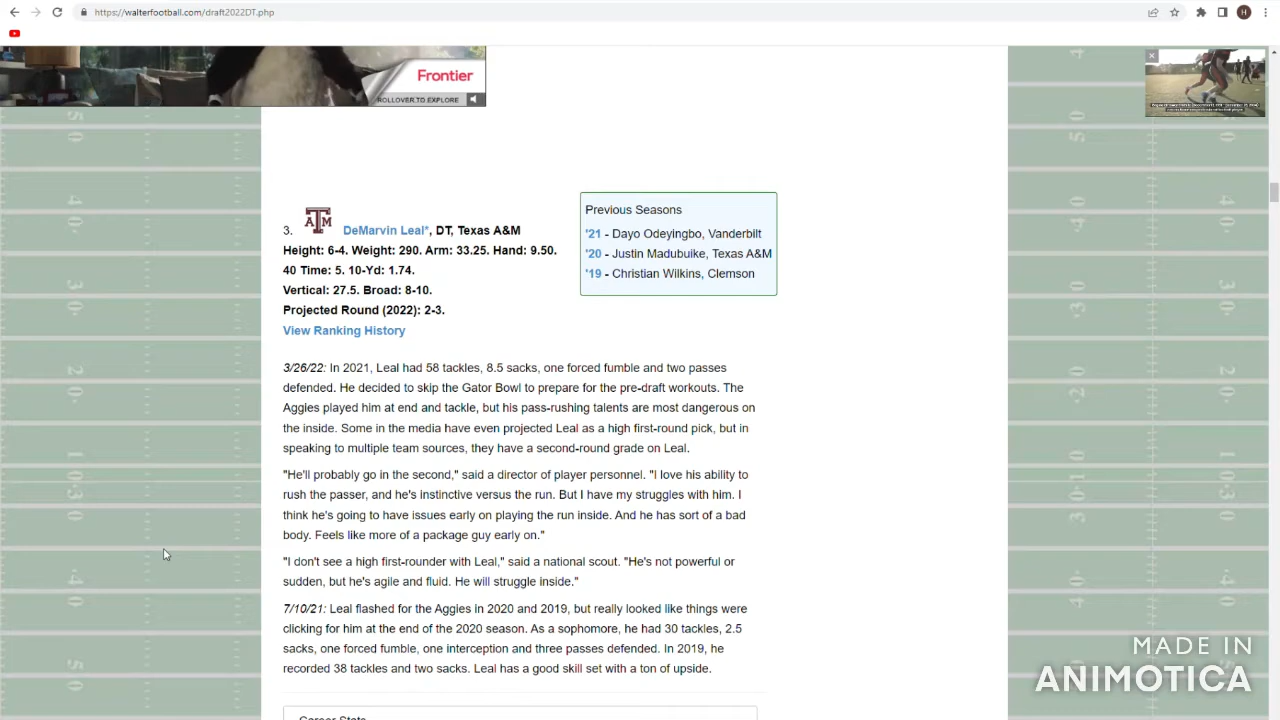 https://walterfootball.com/draft2022DT.php
H
Frontier
ROLLOVER TO EXPLORE
3. DeMarvin Leal*, DT, Texas A&M
Height: 6-4. Weight: 290. Arm: 33.25. Hand: 9.50.
40 Time: 5. 10-Yd: 1.74.
Vertical: 27.5. Broad: 8-10.
Projected Round (2022): 2-3.
View Ranking History
Previous Seasons
'21 - Dayo Odeyingbo, Vanderbilt
'20 - Justin Madubuike, Texas A&M
'19 - Christian Wilkins, Clemson
3/26/22: In 2021, Leal had 58 tackles, 8.5 sacks, one forced fumble and two passes
defended. He decided to skip the Gator Bowl to prepare for the pre-draft workouts. The
Aggies played him at end and tackle, but his pass-rushing talents are most dangerous on
the inside. Some in the media have even projected Leal as a high first-round pick, but in
speaking to multiple team sources, they have a second-round grade on Leal.
"He'll probably go in the second," said a director of player personnel. "I love his ability to
rush the passer, and he's instinctive versus the run. But I have my struggles with him. I
think he's going to have issues early on playing the run inside. And he has sort of a bad
body. Feels like more of a package guy early on."
"I don't see a high first-rounder with Leal," said a national scout. "He's not powerful or
sudden, but he's agile and fluid. He will struggle inside."
7/10/21: Leal flashed for the Aggies in 2020 and 2019, but really looked like things were
clicking for him at the end of the 2020 season. As a sophomore, he had 30 tackles, 2.5
sacks, one forced fumble, one interception and three passes defended. In 2019, he
recorded 38 tackles and two sacks. Leal has a good skill set with a ton of upside.
Career Stats
MADE IN
ANIMOTICA